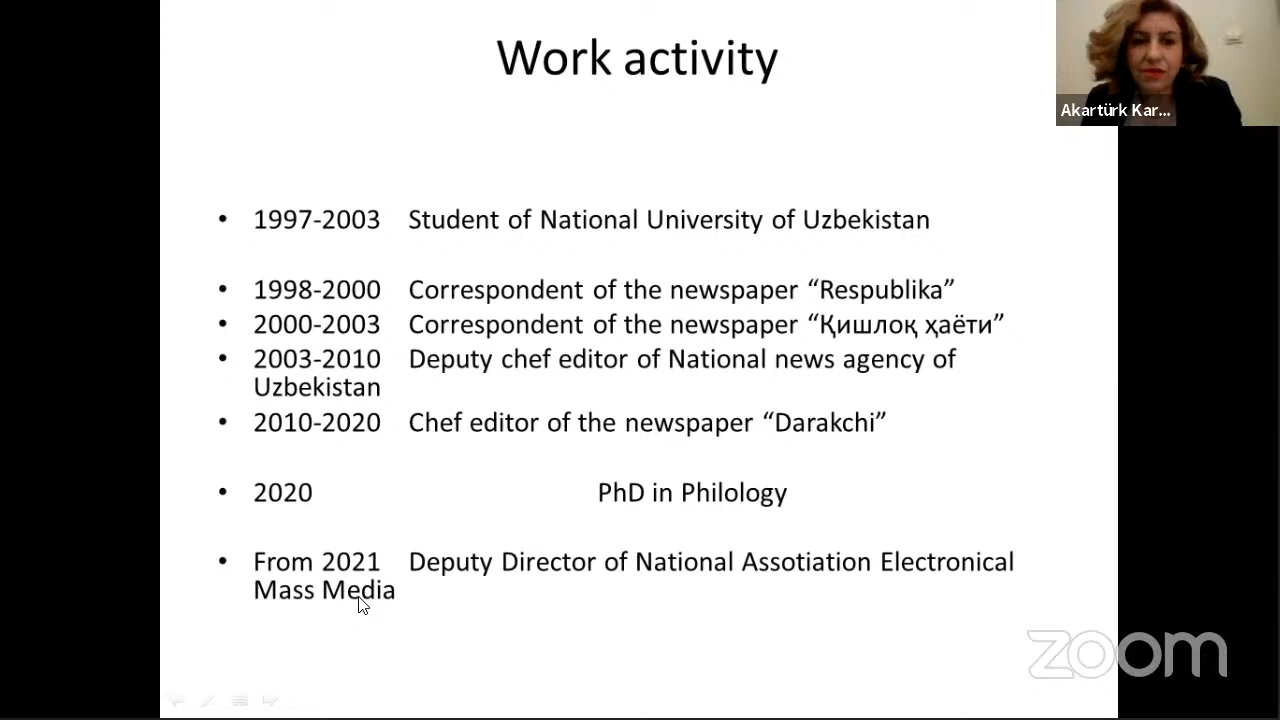 Work activity
Akartürk Kar...
• 1997-2003 Student of National University of Uzbekistan
• 1998-2000 Correspondent of the newspaper “Respublika”
• 2000-2003 Correspondent of the newspaper “Қишлоқ ҳаёти”
• 2003-2010 Deputy chef editor of National news agency of
Uzbekistan
• 2010-2020 Chef editor of the newspaper “Darakchi”
• 2020 PhD in Philology
• From 2021 Deputy Director of National Assotiation Electronical
Mass Media
zoom